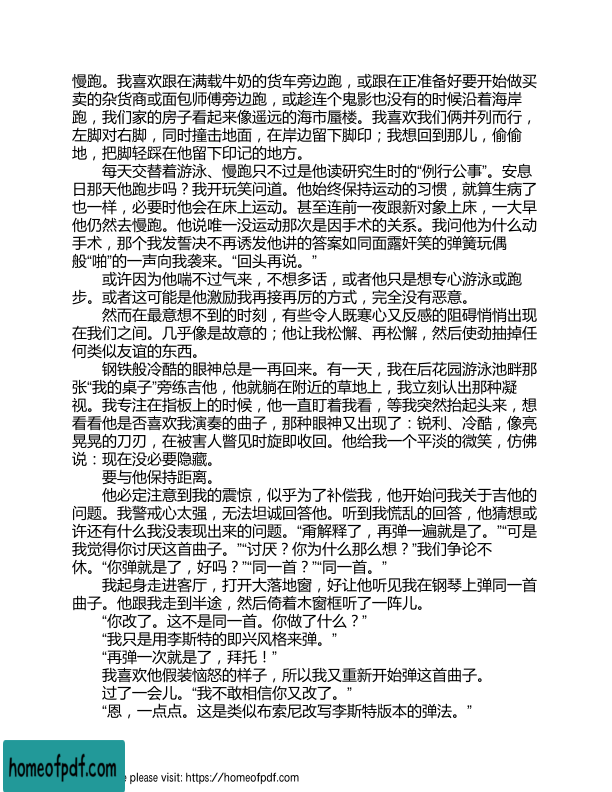 慢跑。我喜欢跟在满载牛奶的货车旁边跑，或跟在正准备好要开始做买
卖的杂货商或面包师傅旁边跑，或趁连个鬼影也没有的时候沿着海岸
跑，我们家的房子看起来像遥远的海市蜃楼。我喜欢我们俩并列而行，
左脚对右脚，同时撞击地面，在岸边留下脚印；我想回到那儿，偷偷
地，把脚轻踩在他留下印记的地方。
每天交替着游泳、慢跑只不过是他读研究生时的“例行公事”。安息
日那天他跑步吗？我开玩笑问道。他始终保持运动的习惯，就算生病了
也一样，必要时他会在床上运动。甚至连前一夜跟新对象上床，一大早
他仍然去慢跑。他说唯一没运动那次是因手术的关系。我问他为什么动
手术，那个我发誓决不再诱发他讲的答案如同面露奸笑的弹簧玩偶
般“啪”的一声向我袭来。“回头再说。”
或许因为他喘不过气来，不想多话，或者他只是想专心游泳或跑
步。或者这可能是他激励我再接再厉的方式，完全没有恶意。
然而在最意想不到的时刻，有些令人既寒心又反感的阻碍悄悄出现
在我们之间。几乎像是故意的；他让我松懈、再松懈，然后使劲抽掉任
何类似友谊的东西。
钢铁般冷酷的眼神总是一再回来。有一天，我在后花园游泳池畔那
张“我的桌子”旁练吉他，他就躺在附近的草地上，我立刻认出那种凝
视。我专注在指板上的时候，他一直盯着我看，等我突然抬起头来，想
看看他是否喜欢我演奏的曲子，那种眼神又出现了：锐利、冷酷，像亮
晃晃的刀刃，在被害人瞥见时旋即收回。他给我一个平淡的微笑，仿佛
说：现在没必要隐藏。
要与他保持距离。
他必定注意到我的震惊，似乎为了补偿我，他开始问我关于吉他的
问题。我警戒心太强，无法坦诚回答他。听到我慌乱的回答，他猜想或
许还有什么我没表现出来的问题。“甭解释了，再弹一遍就是了。”“可是
我觉得你讨厌这首曲子。”“讨厌？你为什么那么想？”我们争论不
休。“你弹就是了，好吗？”“同一首？”“同一首。”
我起身走进客厅，打开大落地窗，好让他听见我在钢琴上弹同一首
曲子。他跟我走到半途，然后倚着木窗框听了一阵儿。
“你改了。这不是同一首。你做了什么？”
“我只是用李斯特的即兴风格来弹。”
“再弹一次就是了，拜托！”
我喜欢他假装恼怒的样子，所以我又重新开始弹这首曲子。
过了一会儿。“我不敢相信你又改了。”
“恩，一点点。这是类似布索尼改写李斯特版本的弹法。”
homeofpdf.com
e please visit: https://homeofpdf.com